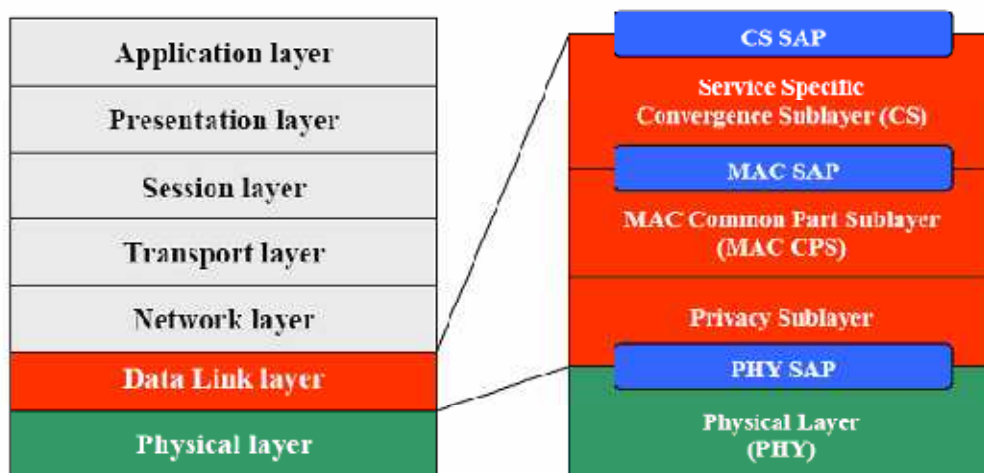 Application layer
Presentation layer
Session layer
Transport layer
Network layer
Data Link layer
Physical layer
CS SAP
Service Specific
Convergence Sublayer (CS)
MAC SAP
MAC Common Part Sublayer
(MAC CPS)
Privacy Sublayer
PHY SAP
Physical Layer
(PHY)